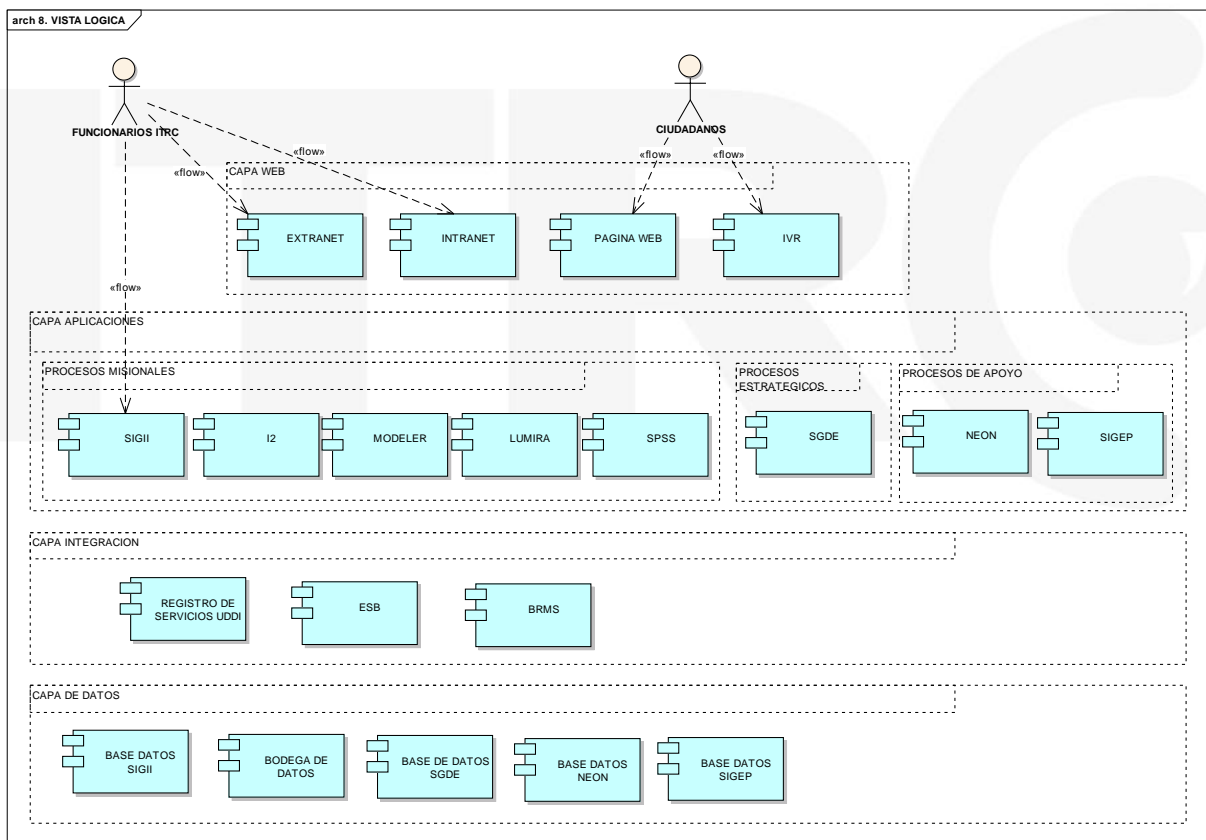 arch 8. VISTA LOGICA
FUNCIONARIOS ITRC
CIUDADANOS
«flow»
«flow»
«flow»
«flow»
«flow»
CAPA WEB
EXTRANET
INTRANET
PAGINA WEB
IVR
CAPA APLICACIONES
PROCESOS MISIONALES
SIGII
I2
MODELER
LUMIRA
SPSS
PROCESOS
ESTRATEGICOS
SGDE
PROCESOS DE APOYO
NEON
SIGEP
CAPA INTEGRACION
REGISTRO DE
SERVICIOS UDDI
ESB
BRMS
CAPA DE DATOS
BASE DATOS
SIGII
BODEGA DE
DATOS
BASE DE DATOS
SGDE
BASE DATOS
NEON
BASE DATOS
SIGEP
ITRC